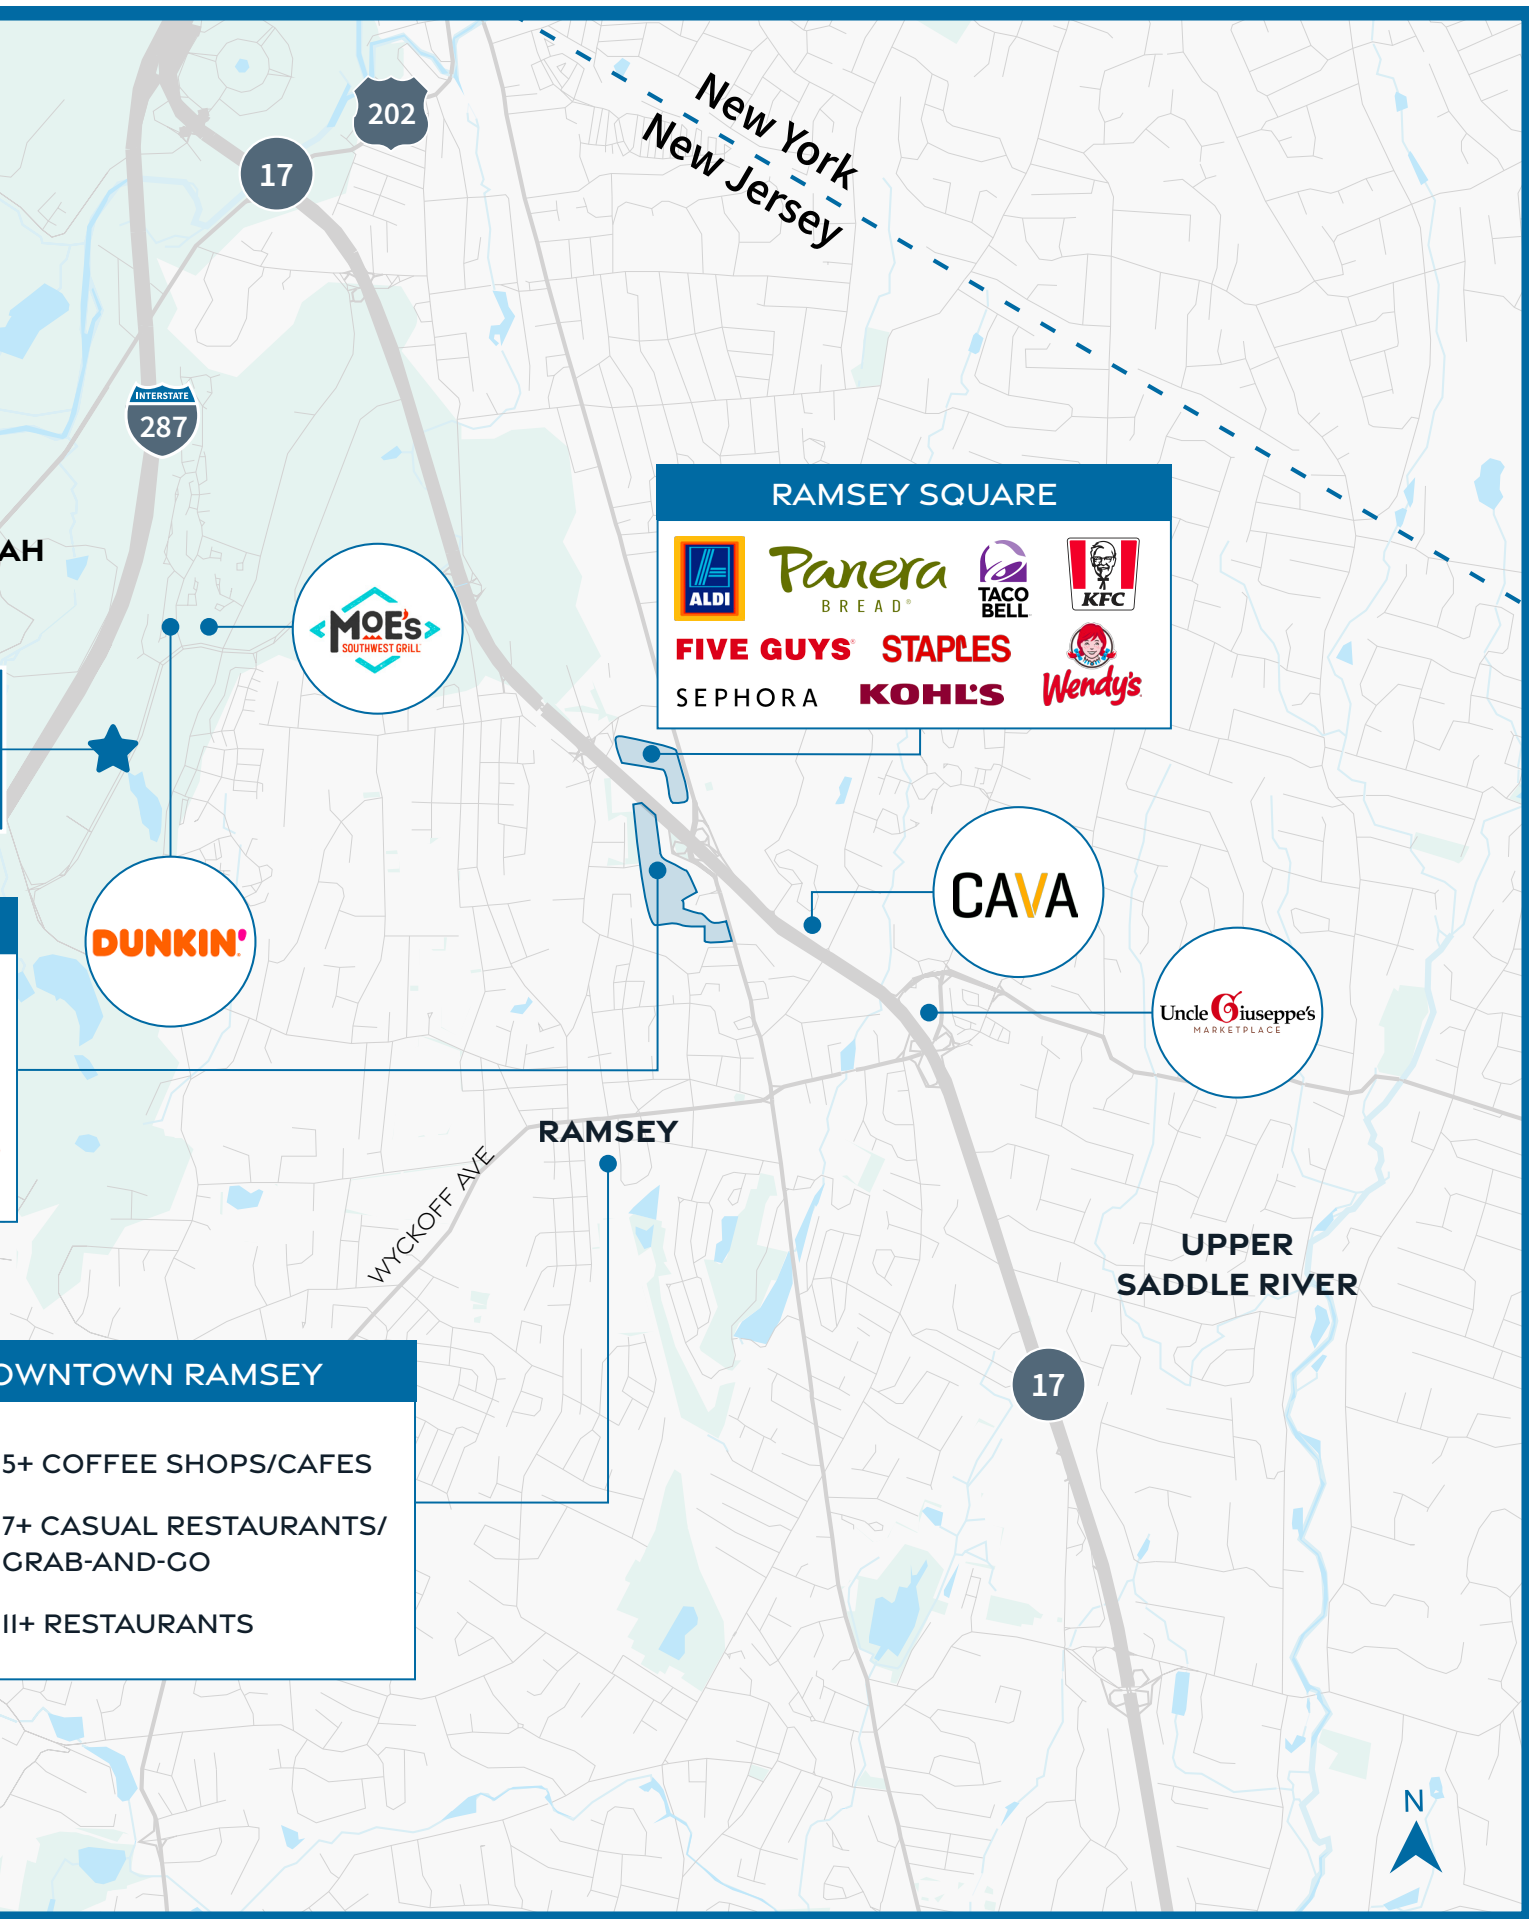 New York
New Jersey
202
17
INTERSTATE
287
AH
MOE's
SOUTHWEST GRILL
RAMSEY SQUARE
ALDI
Panera
BREAD®
TACO
BELL
KFC
FIVE GUYS®
STAPLES
Wendy's
SEPHORA
KOHL'S
DUNKIN'
CAVA
Uncle Giuseppe's
MARKETPLACE
RAMSEY
WYCKOFF AVE
UPPER
SADDLE RIVER
OWNTOWN RAMSEY
5+ COFFEE SHOPS/CAFES
7+ CASUAL RESTAURANTS/
GRAB-AND-GO
11+ RESTAURANTS
17
N